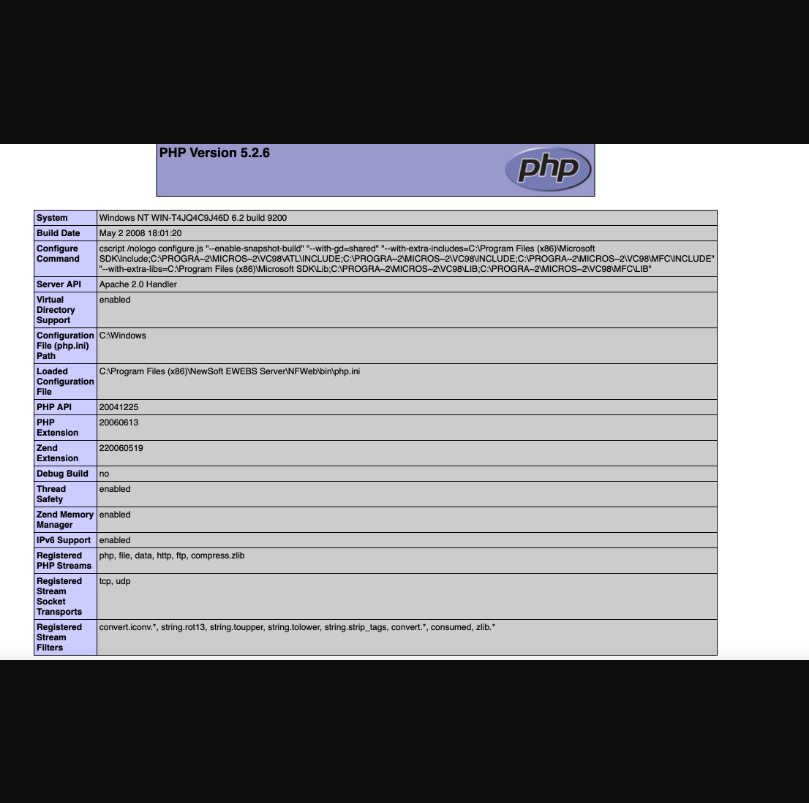 PHP Version 5.2.6
php
System
Windows NT WIN-T4JQ4C9J46D 6.2 build 9200
Build Date
May 2 2008 18:01:20
Configure
Command
cscript /nologo configure.js "--enable-snapshot-build" "--with-gd=shared" "--with-extra-includes=C:\Program Files (x86)\Microsoft
SDK\Include;C:\PROGRA~2\MICROS~2\VC98\ATL\INCLUDE;C:\PROGRA~2\MICROS~2\VC98\INCLUDE;C:\PROGRA~2\MICROS~2\VC98\MFC\INCLUDE"
"--with-extra-libs=C:\Program Files (x86)\Microsoft SDK\Lib;C:\PROGRA~2\MICROS~2\VC98\LIB;C:\PROGRA~2\MICROS~2\VC98\MFC\LIB"
Server API
Apache 2.0 Handler
Virtual
Directory
Support
enabled
Configuration
File (php.ini)
Path
C:\Windows
Loaded
Configuration
File
C:\Program Files (x86)\NewSoft EWEBS Server\NFWeb\bin\php.ini
PHP API
20041225
PHP
Extension
20060613
Zend
Extension
220060519
Debug Build
no
Thread
Safety
enabled
Zend Memory
Manager
enabled
IPv6 Support
enabled
Registered
PHP Streams
php, file, data, http, ftp, compress.zlib
Registered
Stream
Socket
Transports
tcp, udp
Registered
Stream
Filters
convert.iconv.*, string.rot13, string.toupper, string.tolower, string.strip_tags, convert.*, consumed, zlib.*